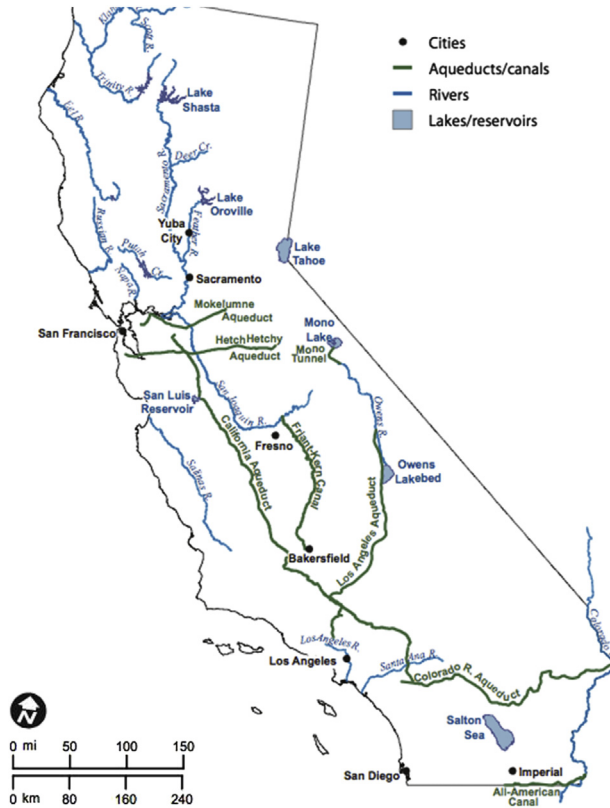 Klam
Scott R.
Trinity R.
Lake
Shasta
Eel R.
Deer Cr.
Sacramento R.
Lake
Oroville
Yuba
City
Feather R.
Russian R.
Putah Cr.
Napa R.
Sacramento
Lake
Tahoe
Mokelumne
Aqueduct
San Francisco
Hetch Hetchy
Aqueduct
Mono
Lake
Mono
Tunnel
San Luis
Reservoir
San Joaquin R.
Owens R.
Fresno
Friant-Kern Canal
California Aqueduct
Salinas R.
Owens
Lakebed
Los Angeles Aqueduct
Bakersfield
Colorado
Los Angeles R.
Los Angeles
Santa Ana R.
Colorado R. Aqueduct
Salton
Sea
San Diego
Imperial
All-American
Canal
Cities
Aqueducts/canals
Rivers
Lakes/reservoirs
N
0 mi 50 100 150
0 km 80 160 240